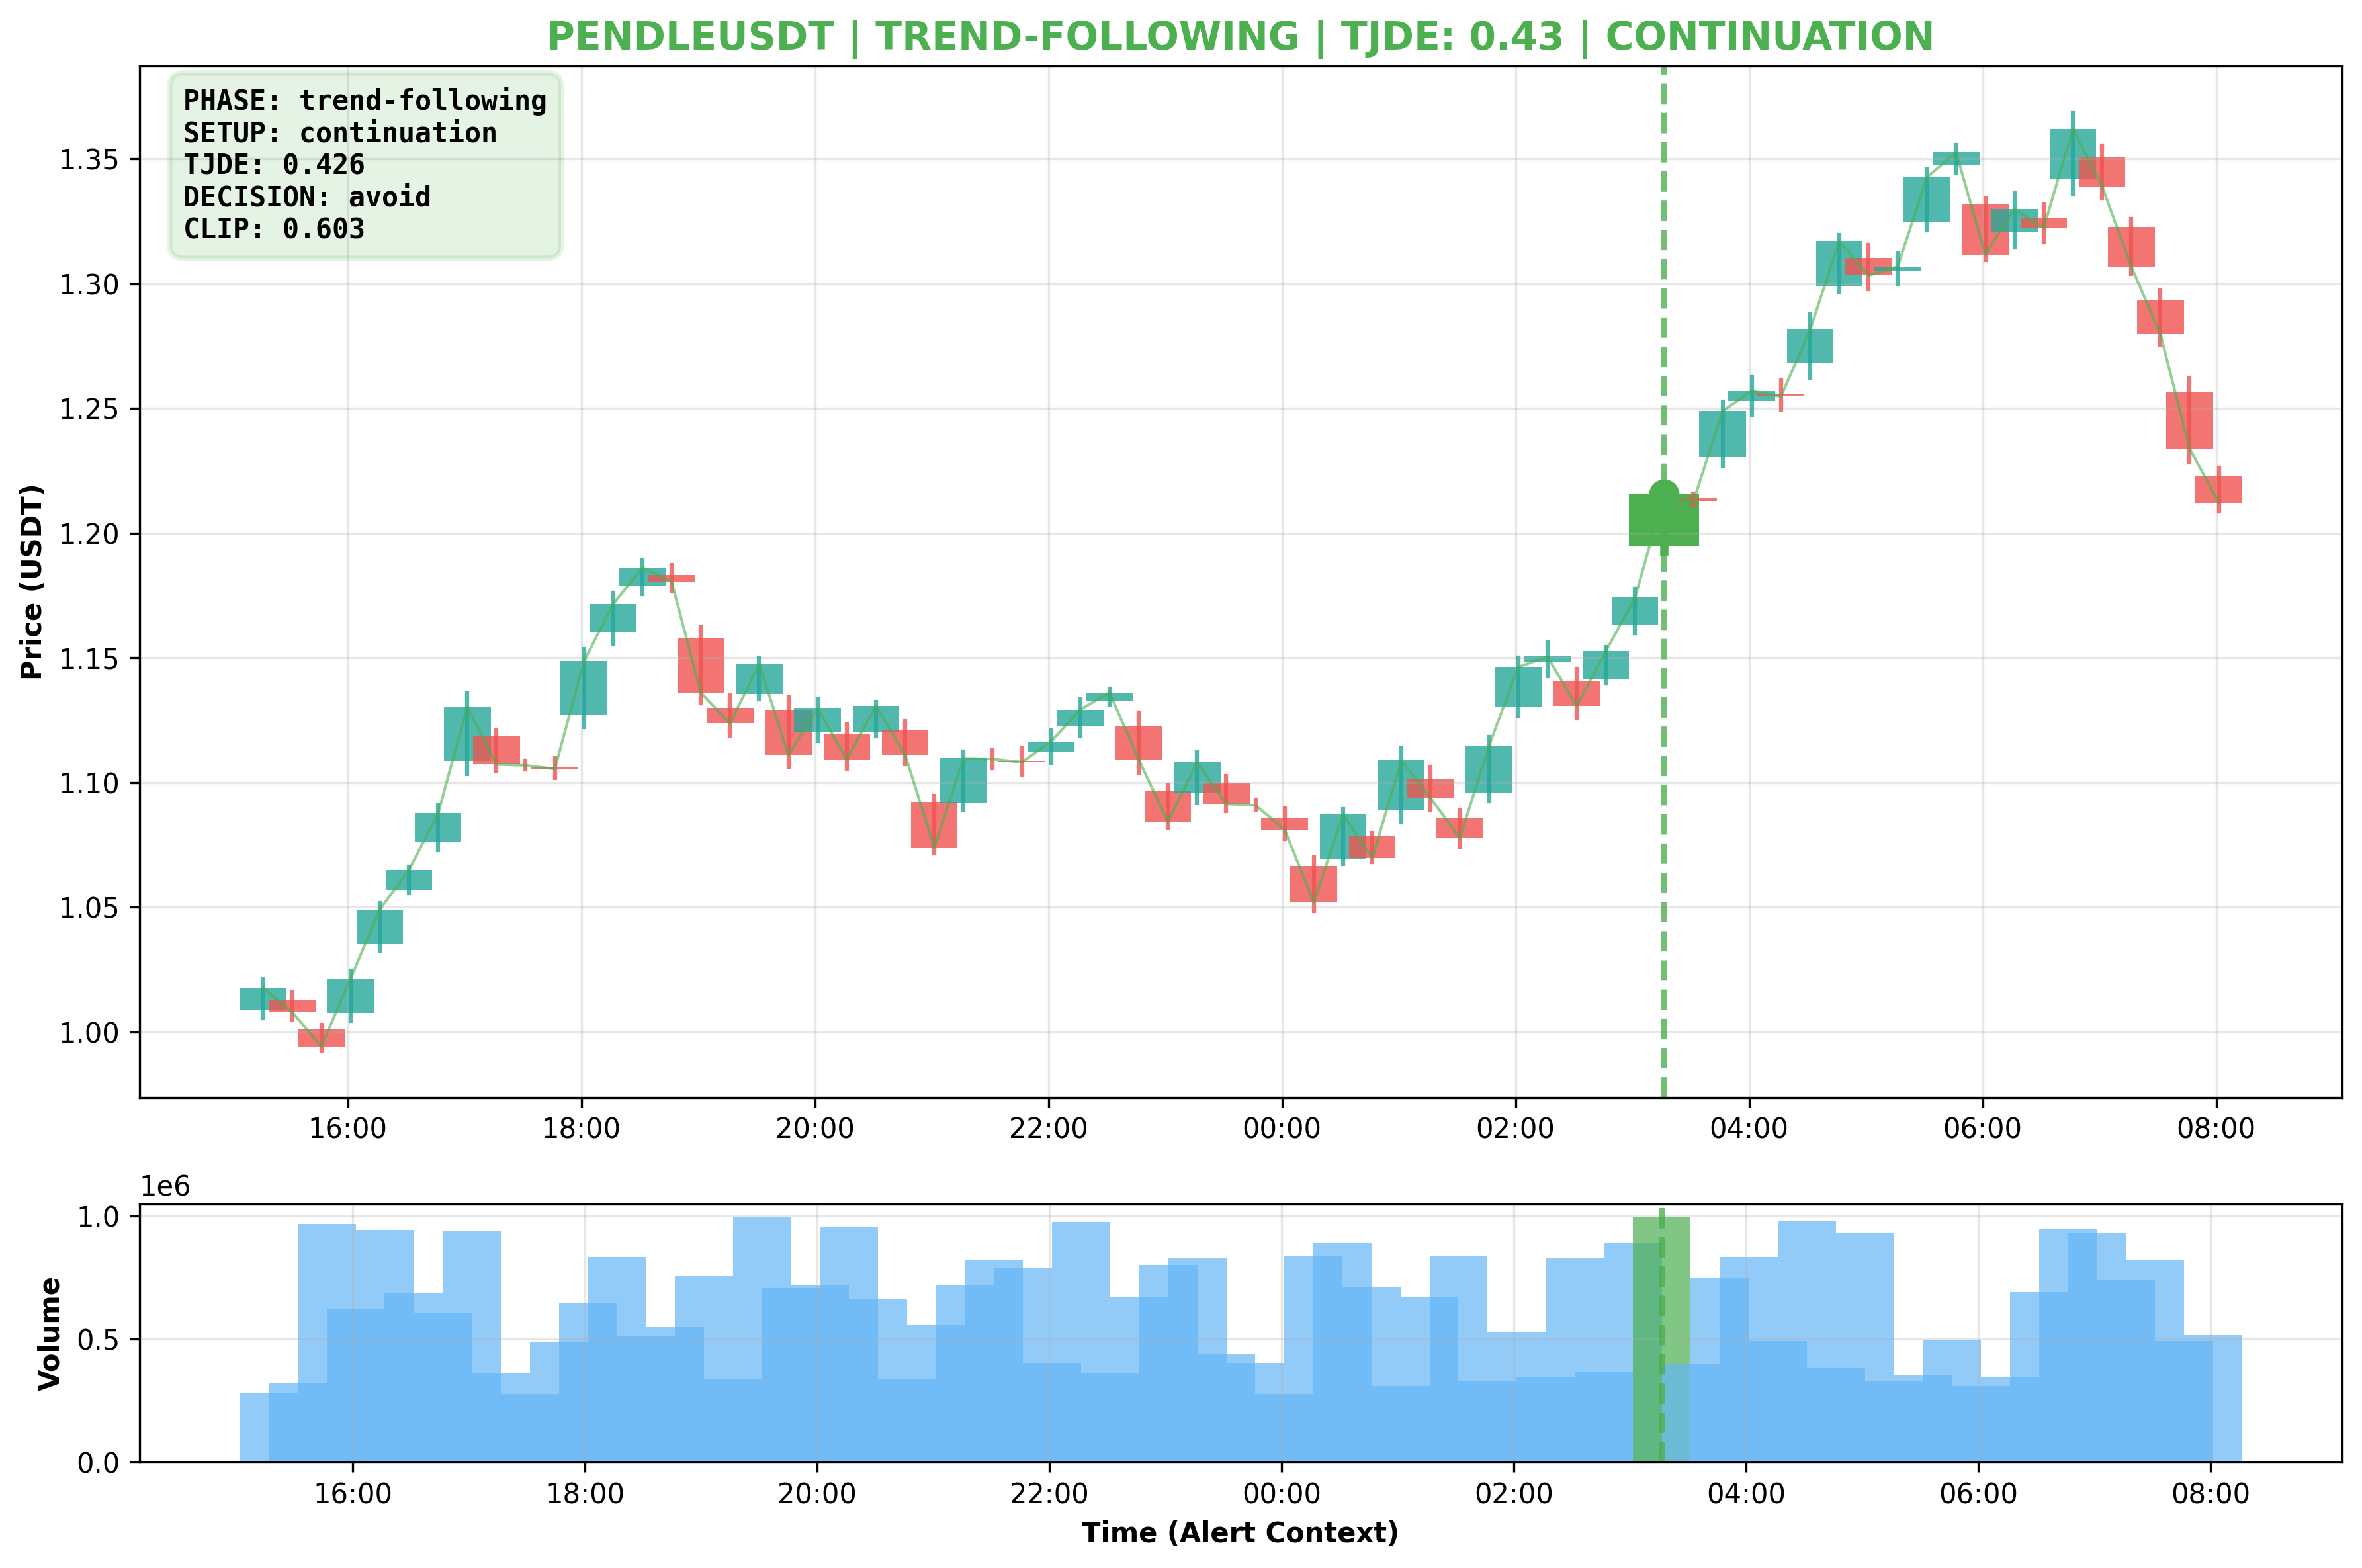 PENDLEUSDT | TREND-FOLLOWING | TJDE: 0.43 | CONTINUATION
PHASE: trend-following
SETUP: continuation
TJDE: 0.426
DECISION: avoid
CLIP: 0.603
Price (USDT)
1.35
1.30
1.25
1.20
1.15
1.10
1.05
1.00
16:00 18:00 20:00 22:00 00:00 02:00 04:00 06:00 08:00
1e6
Volume
1.0
0.5
0.0
16:00 18:00 20:00 22:00 00:00 02:00 04:00 06:00 08:00
Time (Alert Context)